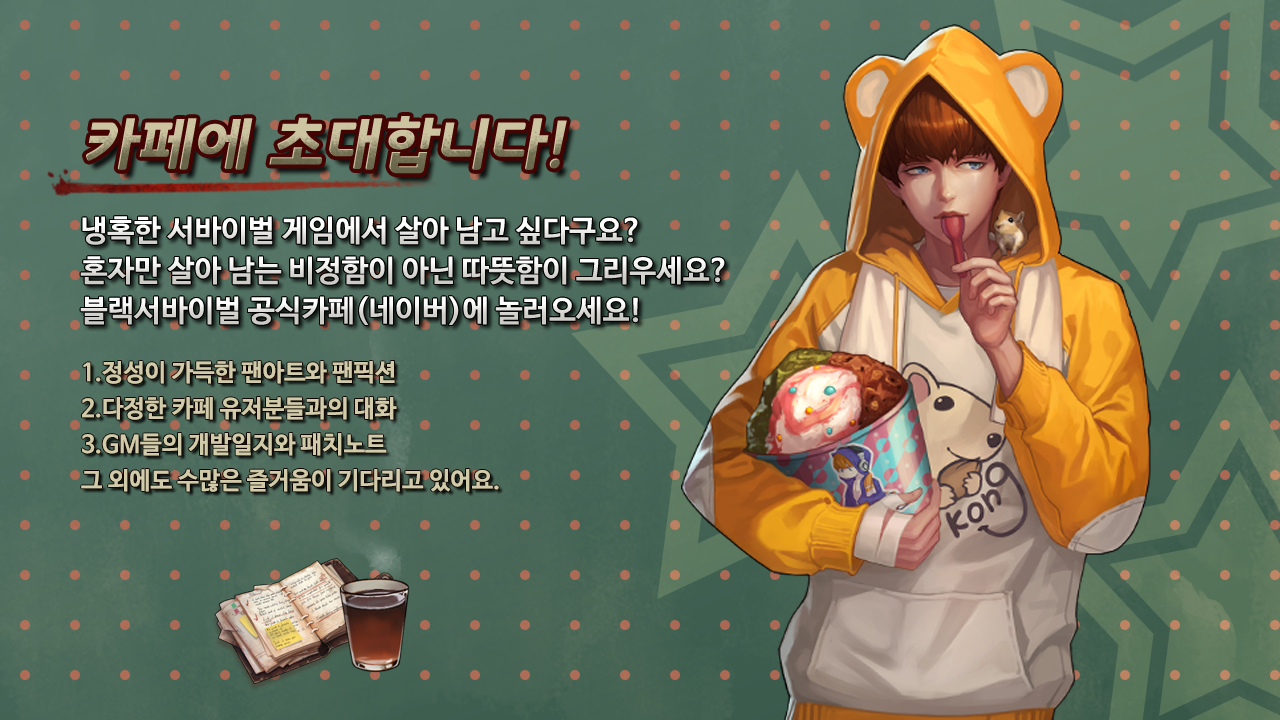 카페에 초대합니다!
냉혹한 서바이벌 게임에서 살아 남고 싶다구요?
혼자만 살아 남는 비정함이 아닌 따뜻함이 그리우세요?
블랙서바이벌 공식카페(네이버)에 놀러오세요!
1.정성이 가득한 팬아트와 팬픽션
2.다정한 카페 유저분들과의 대화
3.GM들의 개발일지와 패치노트
그 외에도 수많은 즐거움이 기다리고 있어요.
kong